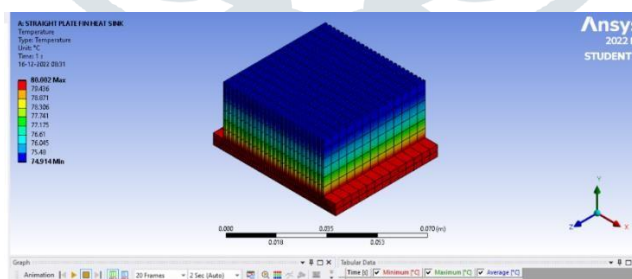 A: STRAIGHT PLATE FIN HEAT SINK
Temperature
Type: Temperature
Unit: °C
Time: 1 s
16-12-2022 00:31
80.002 Max
79.436
78.871
78.306
77.741
77.175
76.61
76.045
75.48
74.914 Min
Ansys
2022
STUDENT
0.000
0.035
0.070 (m)
0.018
0.053
Y
Z
X
Graph
Tabular Data
Animation
20 Frames
2 Sec (Auto)
Time [s]
Minimum [°C]
Maximum [°C]
Average [°C]